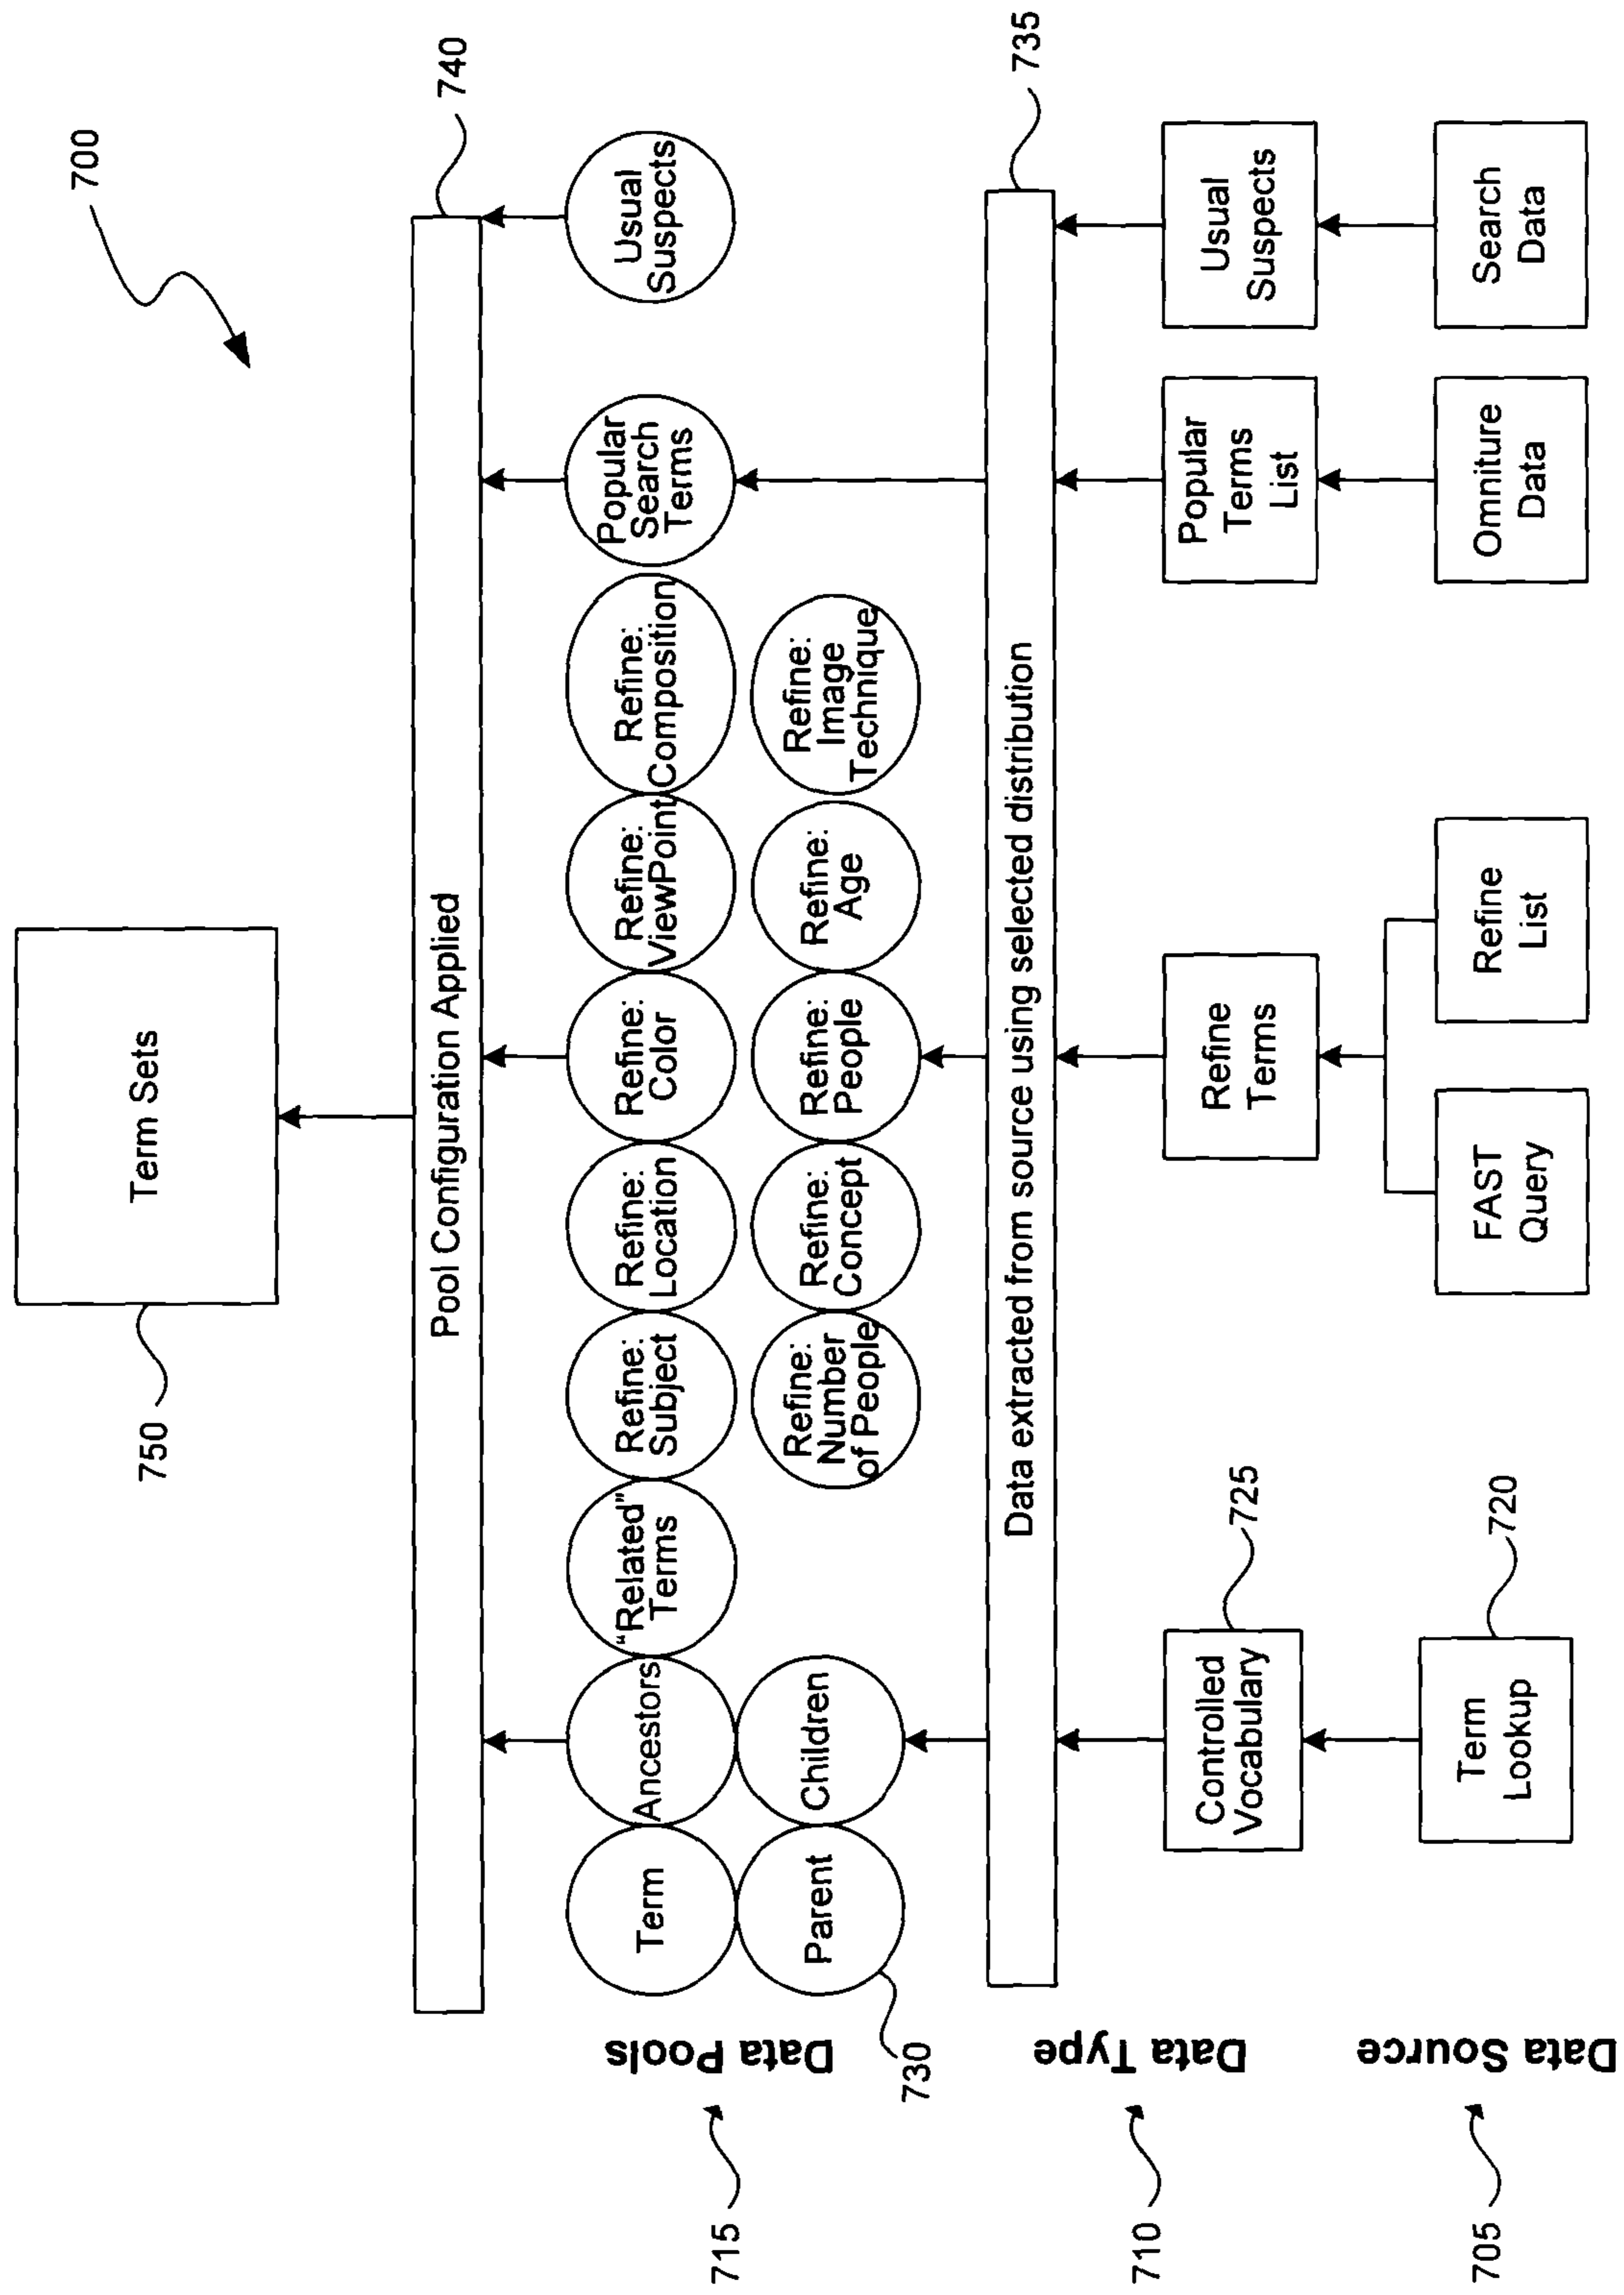 700
Term Sets
750
Pool Configuration Applied
740
Data Pools
715
Term
Ancestors
"Related"
Terms
Refine:
Subject
Refine:
Location
Refine:
Color
Refine:
ViewPoint
Refine:
Composition
Popular
Search
Terms
Usual
Suspects
Parent
730
Children
Refine:
Number
of People
Refine:
Concept
Refine:
People
Refine:
Age
Refine:
Image
Technique
Data extracted from source using selected distribution
735
Data Type
710
Controlled
Vocabulary
725
Refine
Terms
Popular
Terms
List
Usual
Suspects
Data Source
705
Term
Lookup
720
FAST
Query
Refine
List
Omniture
Data
Search
Data